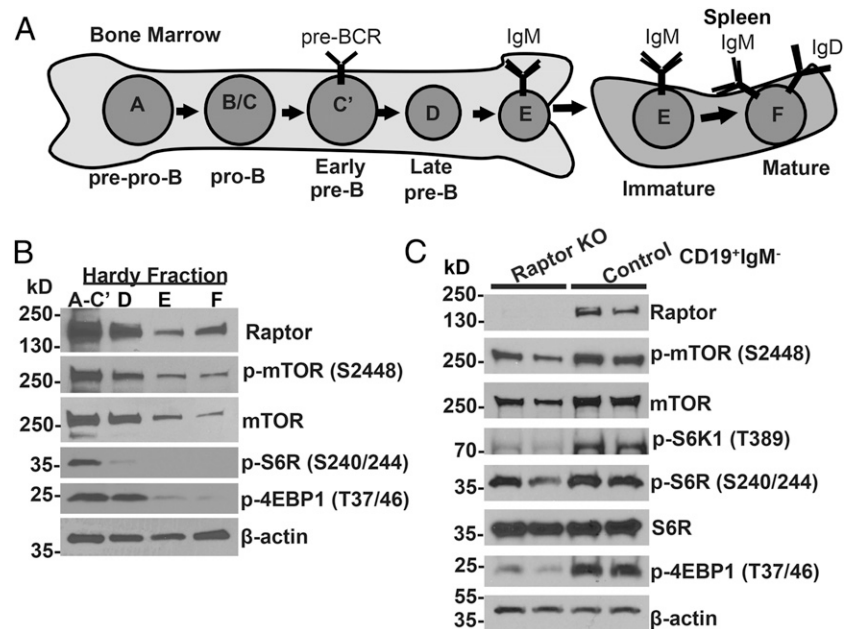 A
Bone Marrow
pre-BCR
IgM
Spleen
IgM
IgM
IgD
A
B/C
C'
D
E
E
F
pre-pro-B
pro-B
Early
pre-B
Late
pre-B
Immature
Mature
B
Hardy Fraction
kD
A-C' D E F
250-
130-
Raptor
250-
p-mTOR (S2448)
250-
mTOR
35-
p-S6R (S240/244)
25-
p-4EBP1 (T37/46)
35-
β-actin
C
Raptor KO
Control
CD19+IgM-
kD
250-
130-
Raptor
250-
p-mTOR (S2448)
250-
mTOR
70-
p-S6K1 (T389)
35-
p-S6R (S240/244)
35-
S6R
25-
p-4EBP1 (T37/46)
55-
35-
β-actin